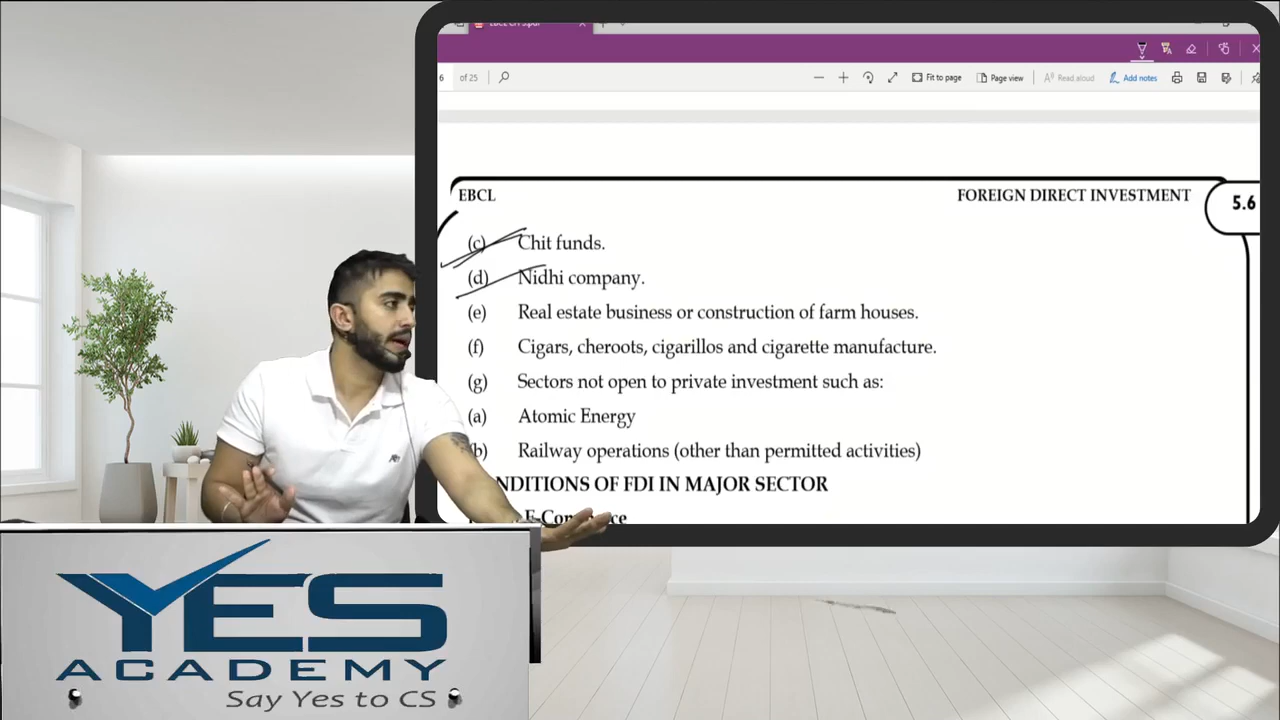 6 of 25
Fit to page
Page view
Read aloud
Add notes
EBCL
FOREIGN DIRECT INVESTMENT
5.6
(c) Chit funds.
(d) Nidhi company.
(e) Real estate business or construction of farm houses.
(f) Cigars, cheroots, cigarillos and cigarette manufacture.
(g) Sectors not open to private investment such as:
(a) Atomic Energy
b) Railway operations (other than permitted activities)
NDITIONS OF FDI IN MAJOR SECTOR
YES
ACADEMY
Say Yes to CS